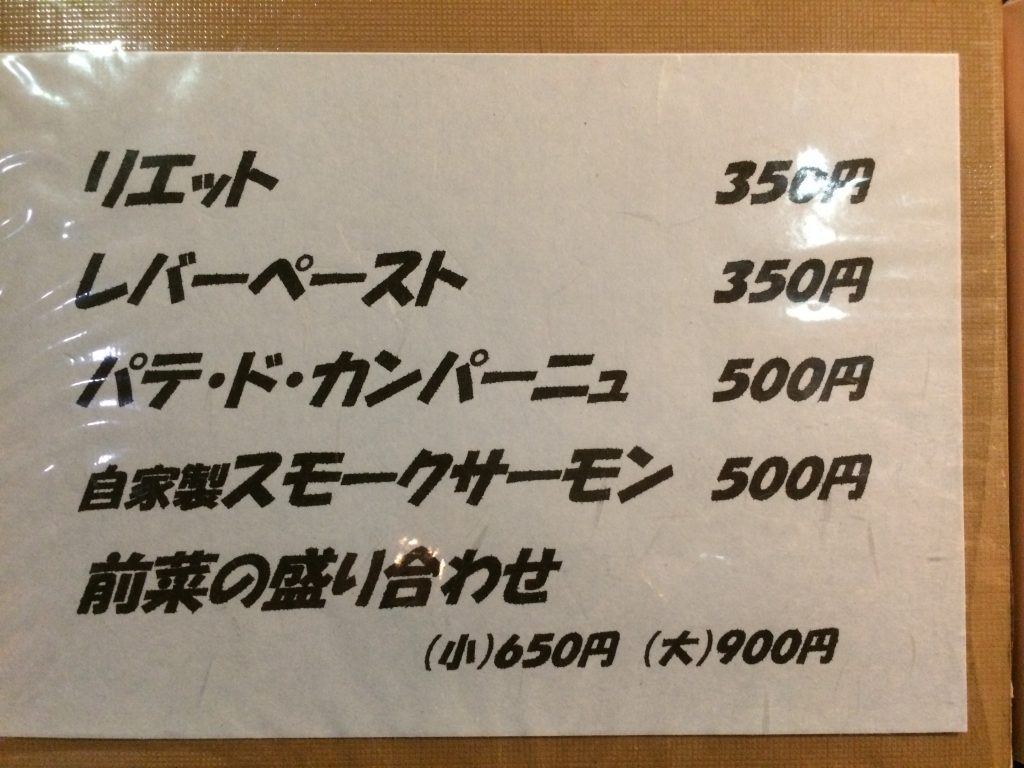 リエット 350円
レバーペースト 350円
パテ・ド・カンパーニュ 500円
自家製スモークサーモン 500円
前菜の盛り合わせ
(小)650円 (大)900円